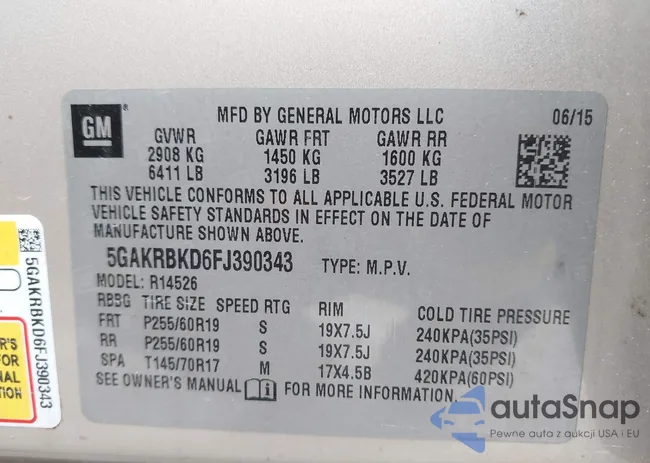 GM
MFD BY GENERAL MOTORS LLC 06/15
GVWR GAWR FRT GAWR RR
2908 KG 1450 KG 1600 KG
6411 LB 3196 LB 3527 LB
THIS VEHICLE CONFORMS TO ALL APPLICABLE U.S. FEDERAL MOTOR
VEHICLE SAFETY STANDARDS IN EFFECT ON THE DATE OF
MANUFACTURE SHOWN ABOVE.
5GAKRBKD6FJ390343 TYPE: M.P.V.
MODEL: R14526
RBBG TIRE SIZE SPEED RTG RIM COLD TIRE PRESSURE
FRT P255/60R19 S 19X7.5J 240KPA(35PSI)
RR P255/60R19 S 19X7.5J 240KPA(35PSI)
SPA T145/70R17 M 17X4.5B 420KPA(60PSI)
SEE OWNER'S MANUAL FOR MORE INFORMATION.
5GAKRBKD6FJ390343
R'S
FOR
NAL
TION
autaSnap
Pewne auta z aukcji USA i EU